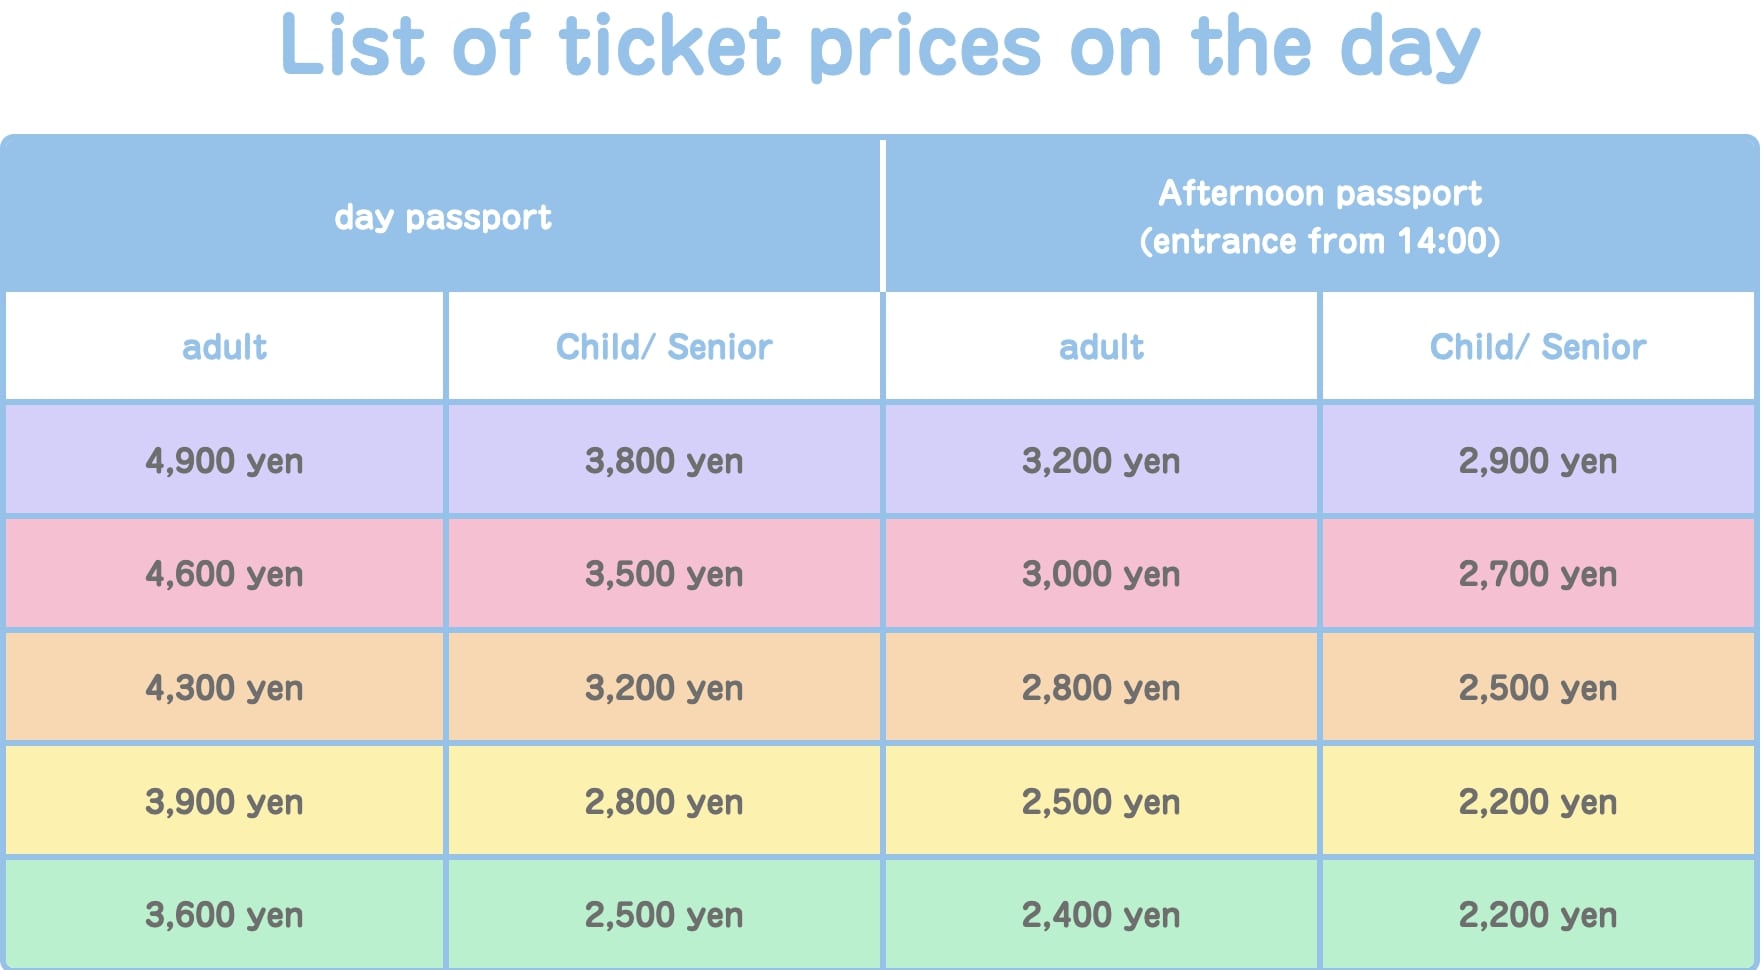 List of ticket prices on the day
day passport
Afternoon passport
(entrance from 14:00)
adult
Child/ Senior
adult
Child/ Senior
4,900 yen
3,800 yen
3,200 yen
2,900 yen
4,600 yen
3,500 yen
3,000 yen
2,700 yen
4,300 yen
3,200 yen
2,800 yen
2,500 yen
3,900 yen
2,800 yen
2,500 yen
2,200 yen
3,600 yen
2,500 yen
2,400 yen
2,200 yen